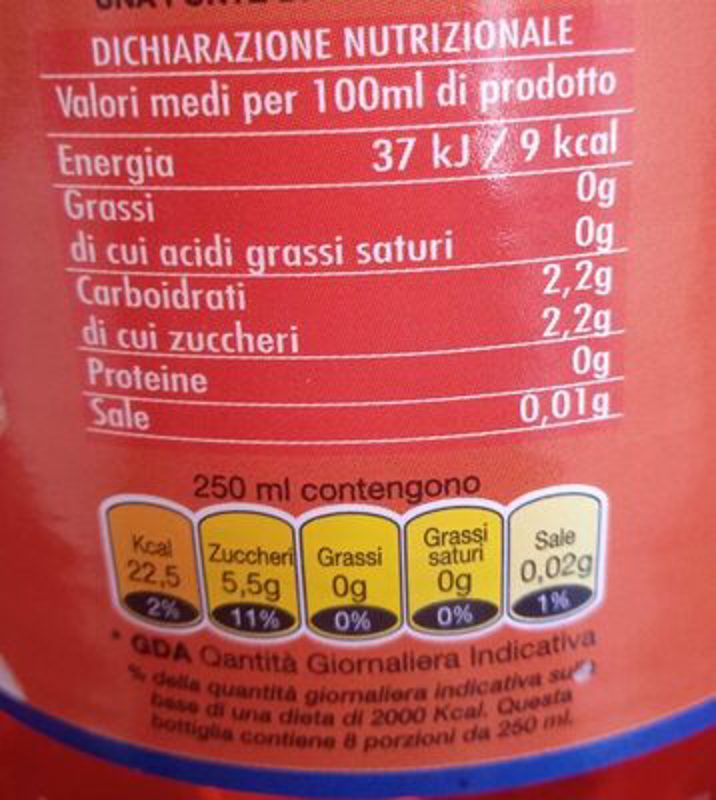 DICHIARAZIONE NUTRIZIONALE
Valori medi per 100ml di prodotto
Energia 37 kJ / 9 kcal
Grassi 0g
di cui acidi grassi saturi 0g
Carboidrati 2,2g
di cui zuccheri 2,2g
Proteine 0g
Sale 0,01g
250 ml contengono
Kcal 22,5 2%
Zuccheri 5,5g 11%
Grassi 0g 0%
Grassi saturi 0g 0%
Sale 0,02g 1%
* GDA Qantità Giornaliera Indicativa
% della quantità giornaliera indicativa sulla
base di una dieta di 2000 Kcal. Questa
bottiglia contiene 8 porzioni da 250 ml.